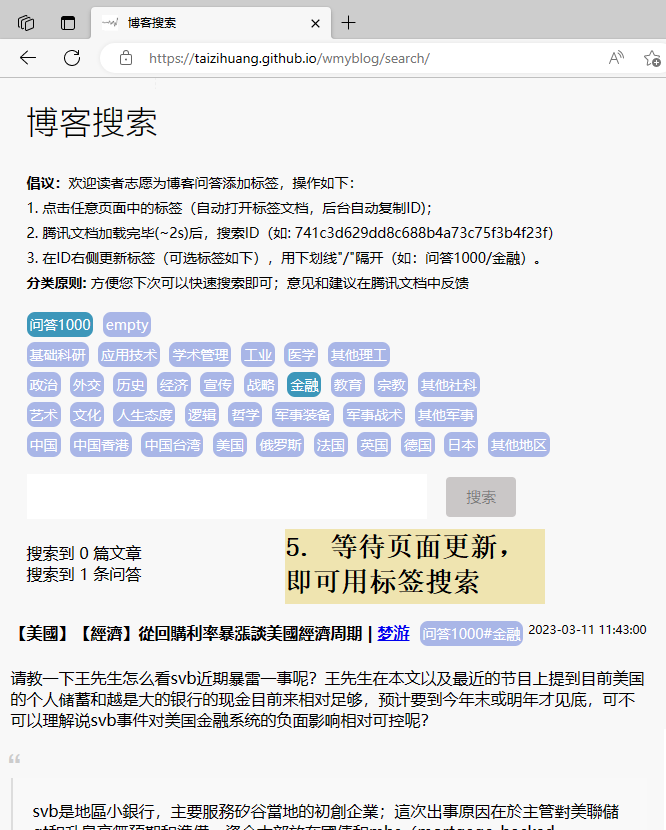 博客搜索
https://taizihuang.github.io/wmyblog/search/
博客搜索
倡议：欢迎读者志愿为博客问答添加标签，操作如下：
1. 点击任意页面中的标签（自动打开标签文档，后台自动复制ID）；
2. 腾讯文档加载完毕(~2s)后，搜索ID（如: 741c3d629dd8c688b4a73c75f3b4f23f）
3. 在ID右侧更新标签（可选标签如下），用下划线"/"隔开（如：问答1000/金融）。
分类原则: 方便您下次可以快速搜索即可；意见和建议在腾讯文档中反馈
问答1000 empty
基础科研 应用技术 学术管理 工业 医学 其他理工
政治 外交 历史 经济 宣传 战略 金融 教育 宗教 其他社科
艺术 文化 人生态度 逻辑 哲学 军事装备 军事战术 其他军事
中国 中国香港 中国台湾 美国 俄罗斯 法国 英国 德国 日本 其他地区
搜索
搜索到 0 篇文章
搜索到 1 条问答
5. 等待页面更新，
即可用标签搜索
【美國】【經濟】從回購利率暴漲談美國經濟周期 | 梦游 问答1000#金融 2023-03-11 11:43:00
请教一下王先生怎么看svb近期暴雷一事呢？王先生在本文以及最近的节目上提到目前美国
的个人储蓄和越是大的银行的现金目前来相对足够，预计要到今年末或明年才见底，可不
可以理解说svb事件对美国金融系统的负面影响相对可控呢？
“
svb是地區小銀行，主要服務矽谷當地的初創企業；這次出事原因在於主管對美聯儲